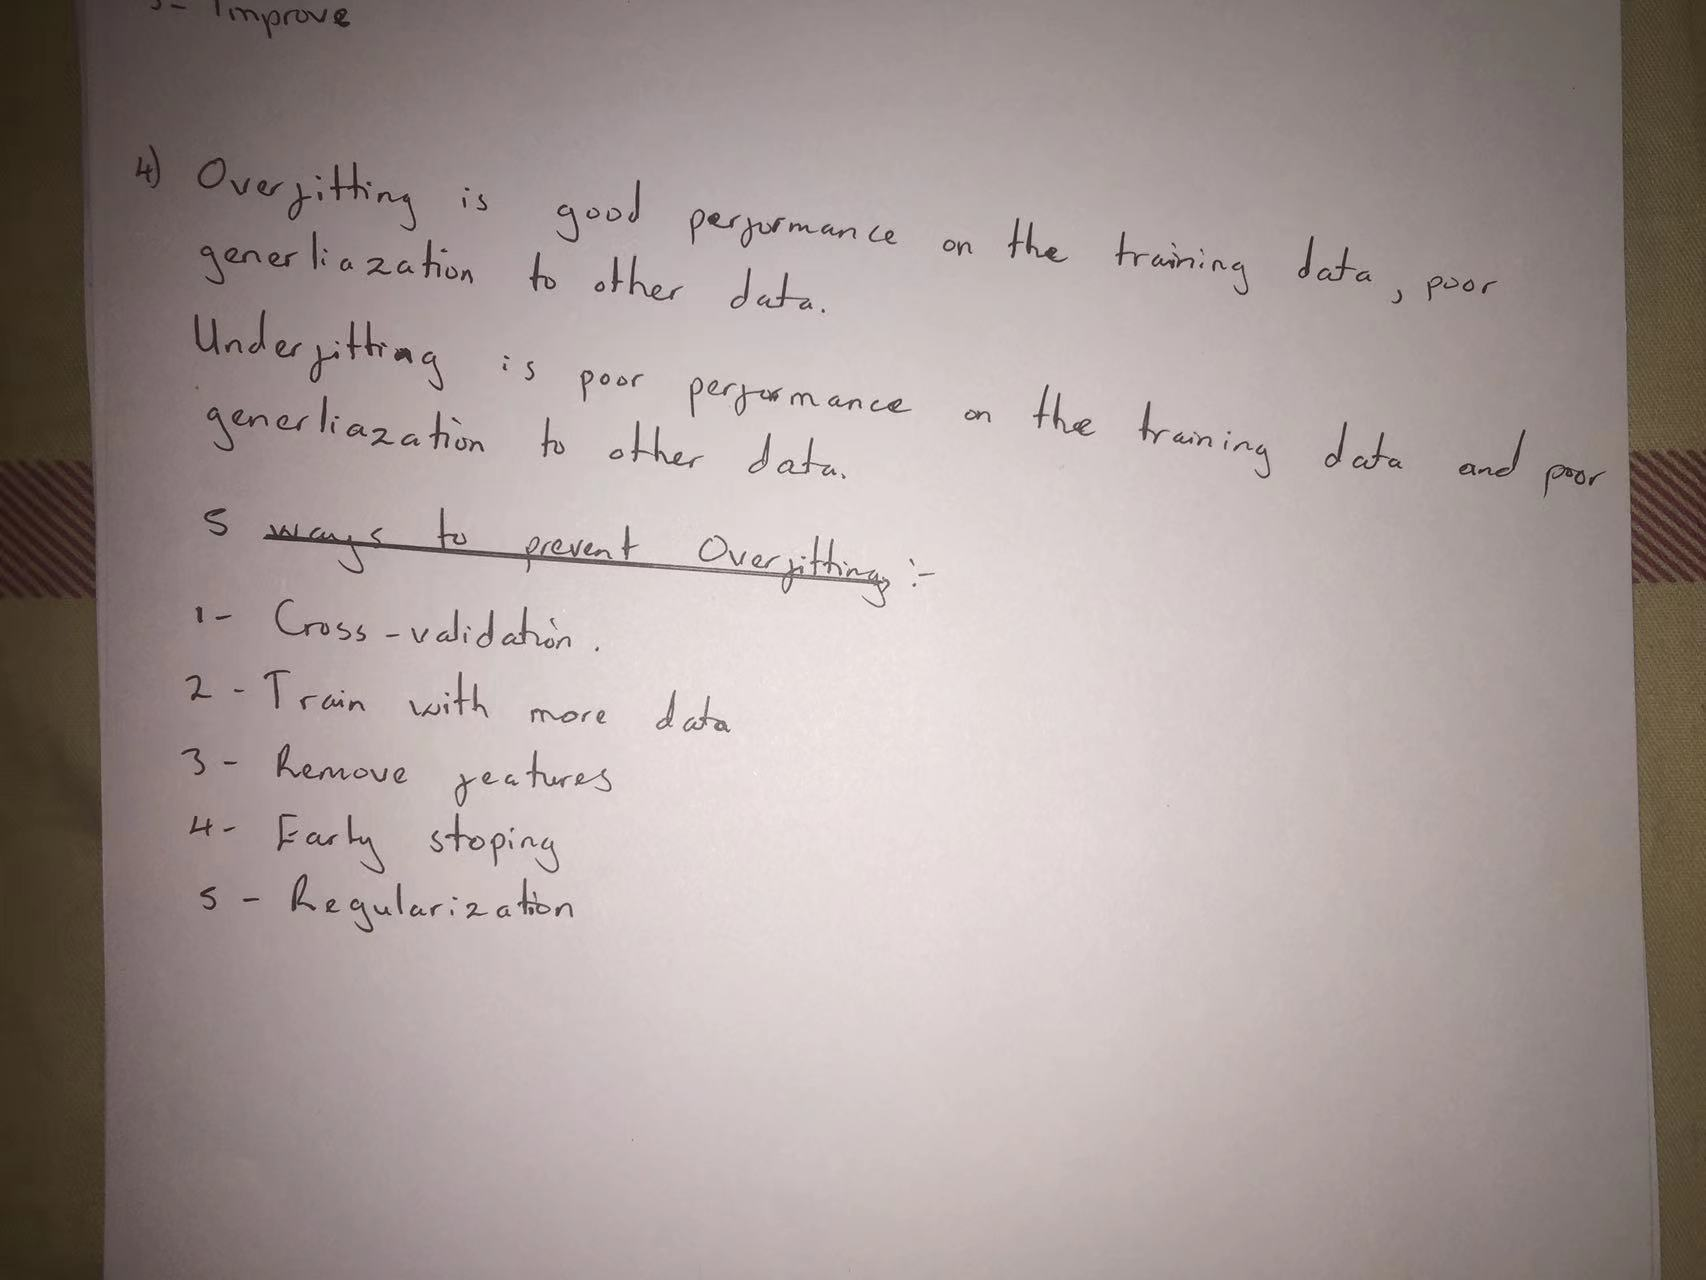 Improve
4) Overfitting is good performance on the training data, poor
generliazation to other data.
Underfitting is poor performance on the training data and poor
generliazation to other data.
5 ways to prevent Overfitting :-
1- Cross-validation.
2- Train with more data
3- Remove features
4- Early stoping
5- Regularization